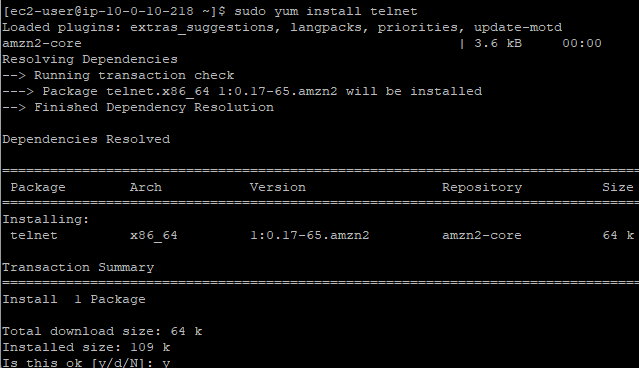 [ec2-user@ip-10-0-10-218 ~]$ sudo yum install telnet
Loaded plugins: extras_suggestions, langpacks, priorities, update-motd
amzn2-core | 3.6 kB 00:00
Resolving Dependencies
--> Running transaction check
---> Package telnet.x86_64 1:0.17-65.amzn2 will be installed
--> Finished Dependency Resolution
Dependencies Resolved
================================================================================
Package Arch Version Repository Size
================================================================================
Installing:
telnet x86_64 1:0.17-65.amzn2 amzn2-core 64 k
Transaction Summary
================================================================================
Install 1 Package
Total download size: 64 k
Installed size: 109 k
Is this ok [y/d/N]: y